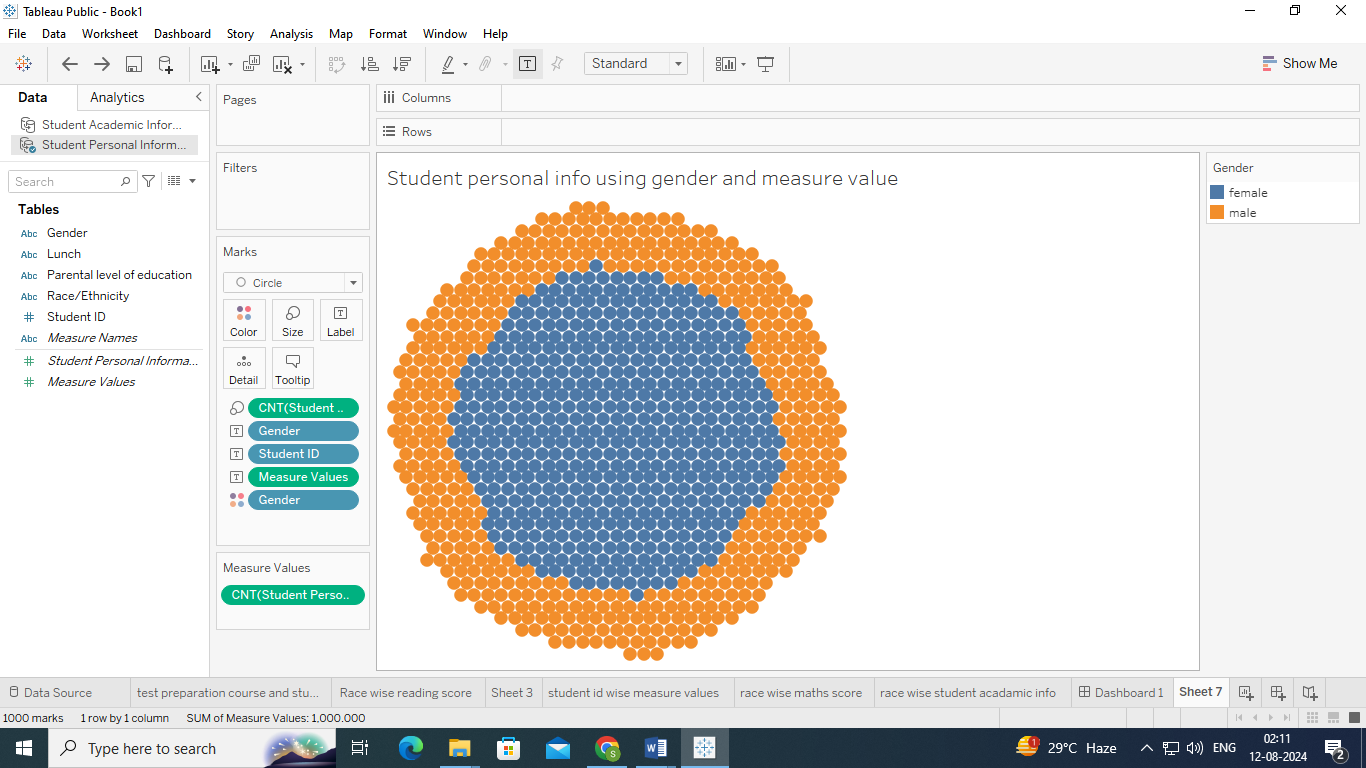 Tableau Public - Book1
File Data Worksheet Dashboard Story Analysis Map Format Window Help
Standard
Show Me
Data Analytics
Student Academic Infor...
Student Personal Inform...
Search
Tables
Abc Gender
Abc Lunch
Abc Parental level of education
Abc Race/Ethnicity
# Student ID
Abc Measure Names
# Student Personal Informa...
# Measure Values
Pages
Filters
Marks
Circle
Color Size Label
Detail Tooltip
CNT(Student ..
Gender
Student ID
Measure Values
Gender
Measure Values
CNT(Student Perso..
Columns
Rows
Student personal info using gender and measure value
Gender
female
male
Data Source test preparation course and stu... Race wise reading score Sheet 3 student id wise measure values race wise maths score race wise student acadamic info Dashboard 1 Sheet 7
1000 marks 1 row by 1 column SUM of Measure Values: 1,000.000
Type here to search
29°C Haze
ENG
02:11
12-08-2024
2